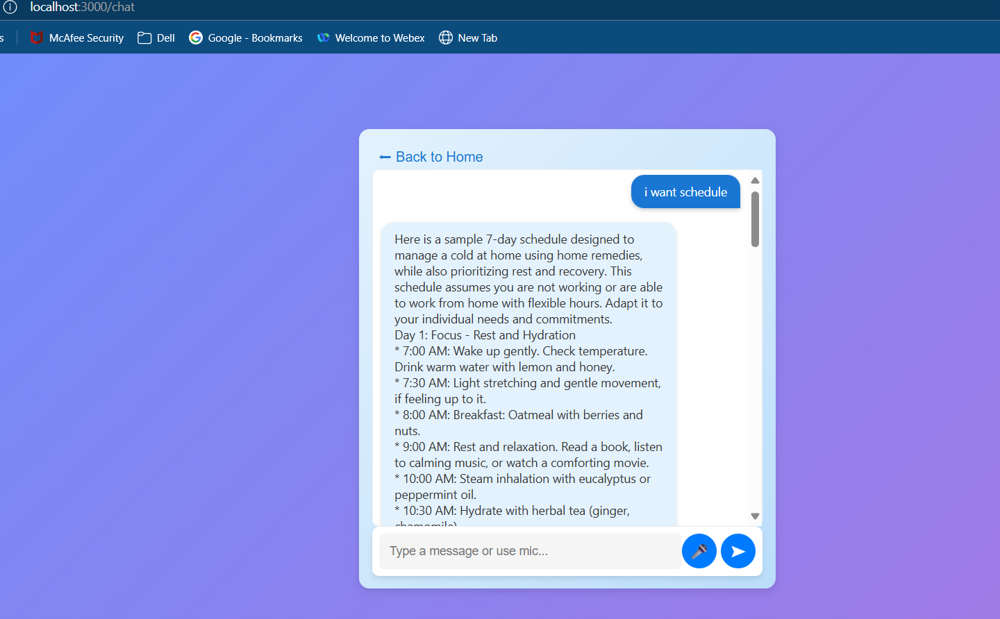 localhost:3000/chat
s
McAfee Security
Dell
Google - Bookmarks
Welcome to Webex
New Tab
← Back to Home
i want schedule
Here is a sample 7-day schedule designed to
manage a cold at home using home remedies,
while also prioritizing rest and recovery. This
schedule assumes you are not working or are able
to work from home with flexible hours. Adapt it to
your individual needs and commitments.
Day 1: Focus - Rest and Hydration
* 7:00 AM: Wake up gently. Check temperature.
Drink warm water with lemon and honey.
* 7:30 AM: Light stretching and gentle movement,
if feeling up to it.
* 8:00 AM: Breakfast: Oatmeal with berries and
nuts.
* 9:00 AM: Rest and relaxation. Read a book, listen
to calming music, or watch a comforting movie.
* 10:00 AM: Steam inhalation with eucalyptus or
peppermint oil.
* 10:30 AM: Hydrate with herbal tea (ginger,
chamomile)
Type a message or use mic...